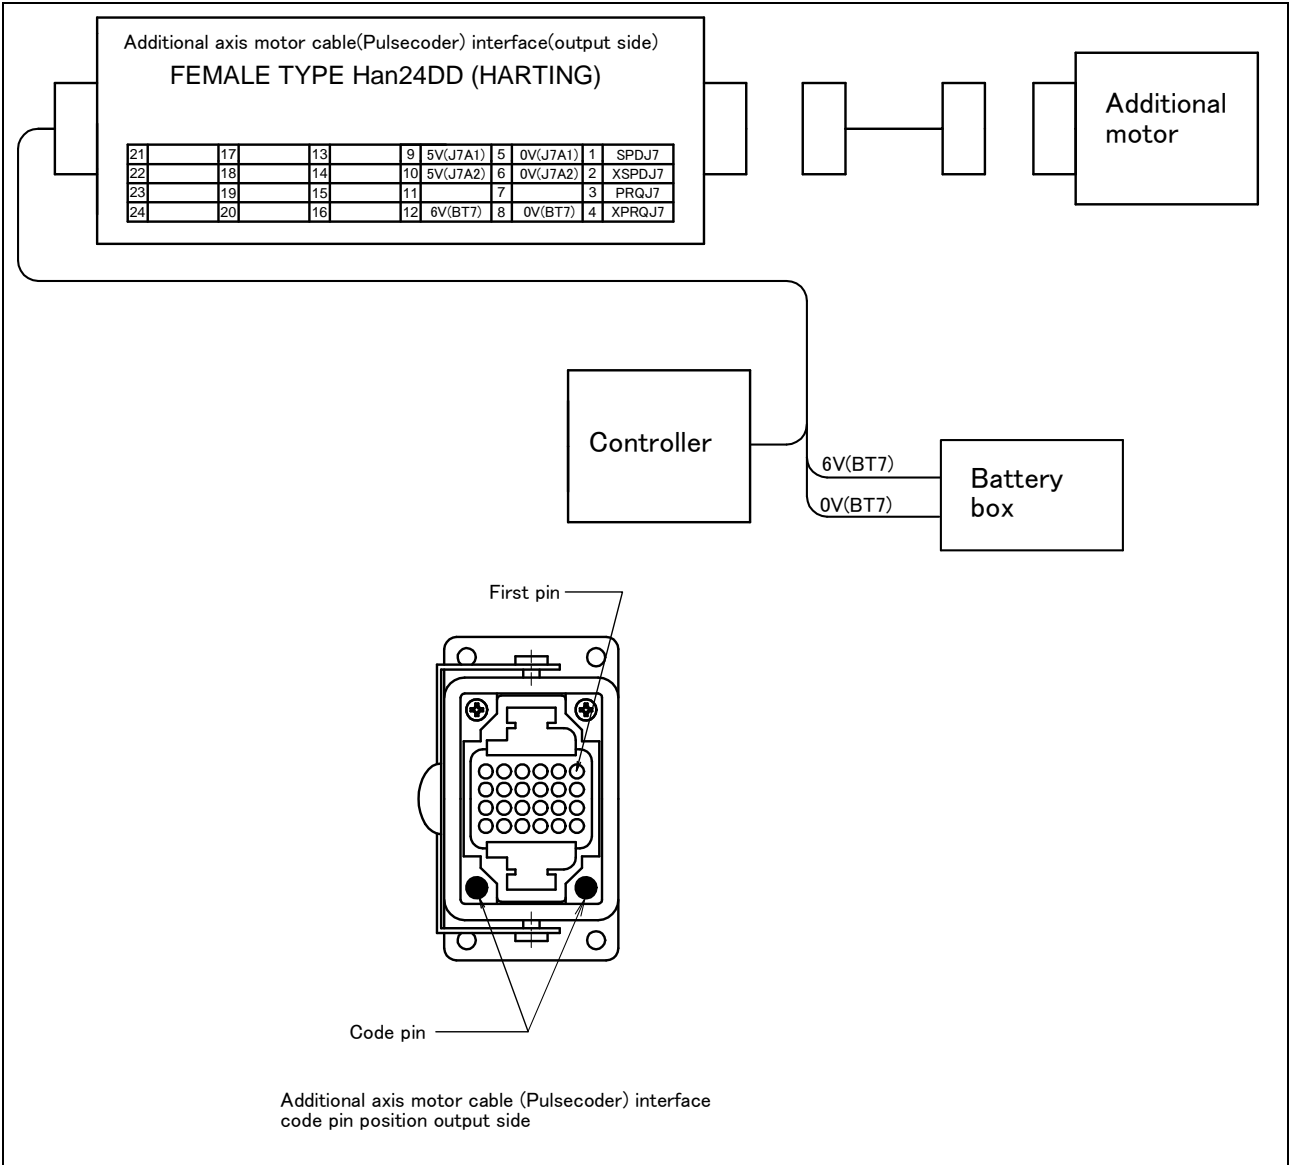 Additional axis motor cable(Pulsecoder) interface(output side)
FEMALE TYPE Han24DD (HARTING)
21 17 13 9 5V(J7A1) 5 0V(J7A1) 1 SPDJ7
22 18 14 10 5V(J7A2) 6 0V(J7A2) 2 XSPDJ7
23 19 15 11 7 3 PRQJ7
24 20 16 12 6V(BT7) 8 0V(BT7) 4 XPRQJ7
Additional
motor
Controller
6V(BT7)
0V(BT7)
Battery
box
First pin
Code pin
Additional axis motor cable (Pulsecoder) interface
code pin position output side